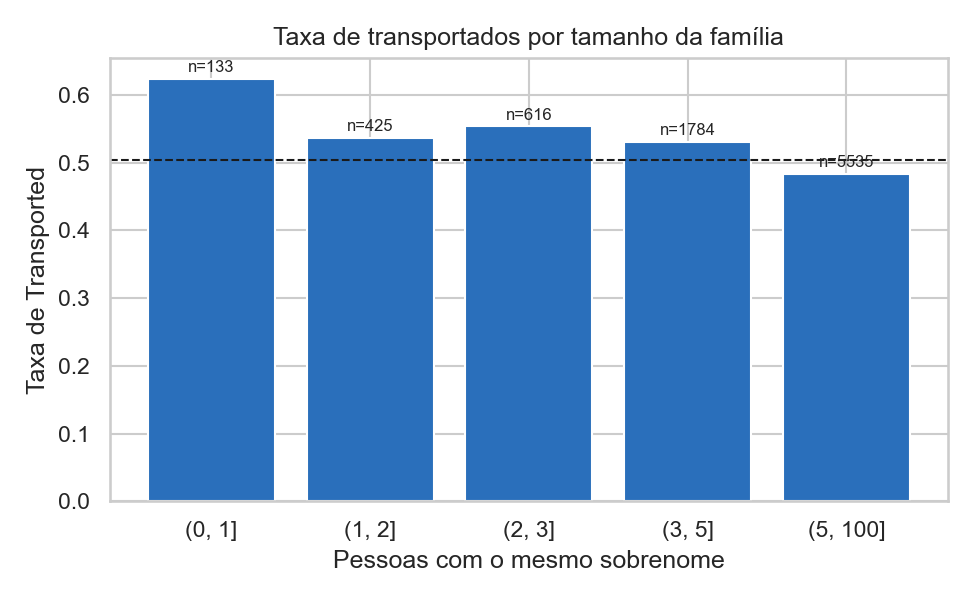 Taxa de transportados por tamanho da família
Taxa de Transported
0.6
0.5
0.4
0.3
0.2
0.1
0.0
n=133
n=425
n=616
n=1784
n=5535
(0, 1]
(1, 2]
(2, 3]
(3, 5]
(5, 100]
Pessoas com o mesmo sobrenome